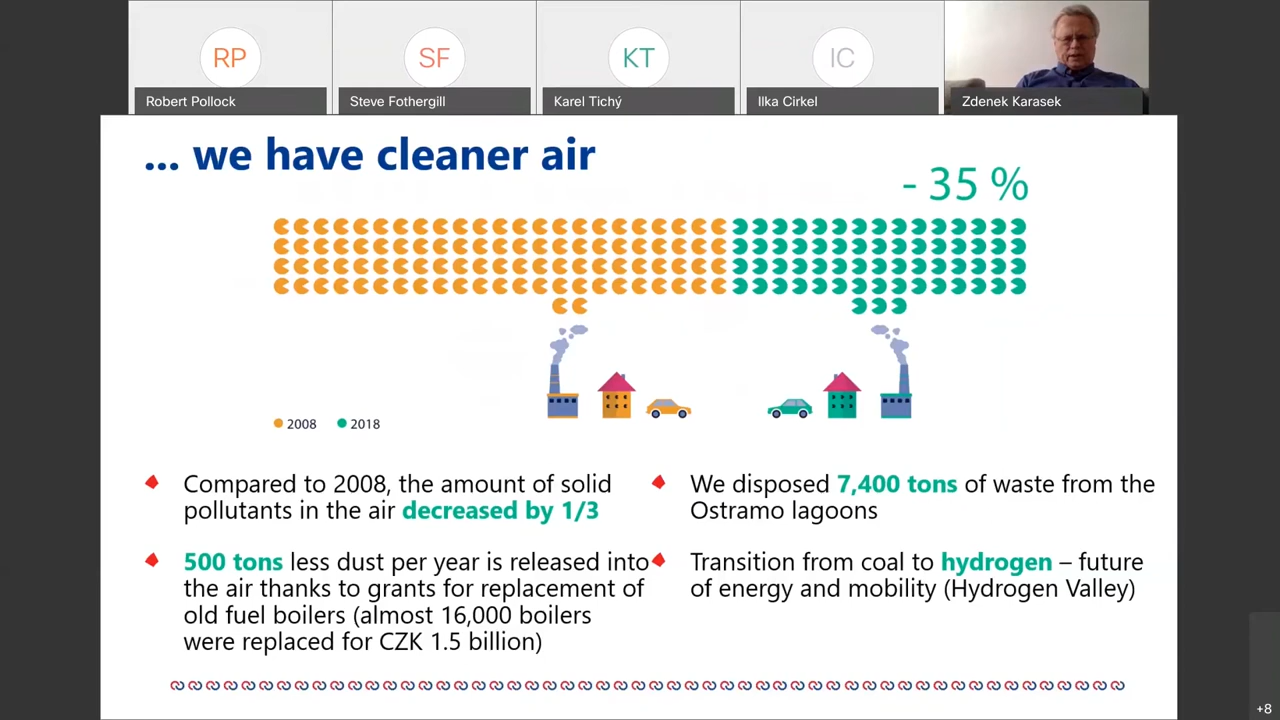 RP
SF
KT
IC
Robert Pollock
Steve Fothergill
Karel Tichý
Ilka Cirkel
Zdenek Karasek
... we have cleaner air
- 35 %
2008
2018
Compared to 2008, the amount of solid
pollutants in the air decreased by 1/3
500 tons less dust per year is released into
the air thanks to grants for replacement of
old fuel boilers (almost 16,000 boilers
were replaced for CZK 1.5 billion)
We disposed 7,400 tons of waste from the
Ostramo lagoons
Transition from coal to hydrogen – future
of energy and mobility (Hydrogen Valley)
+8